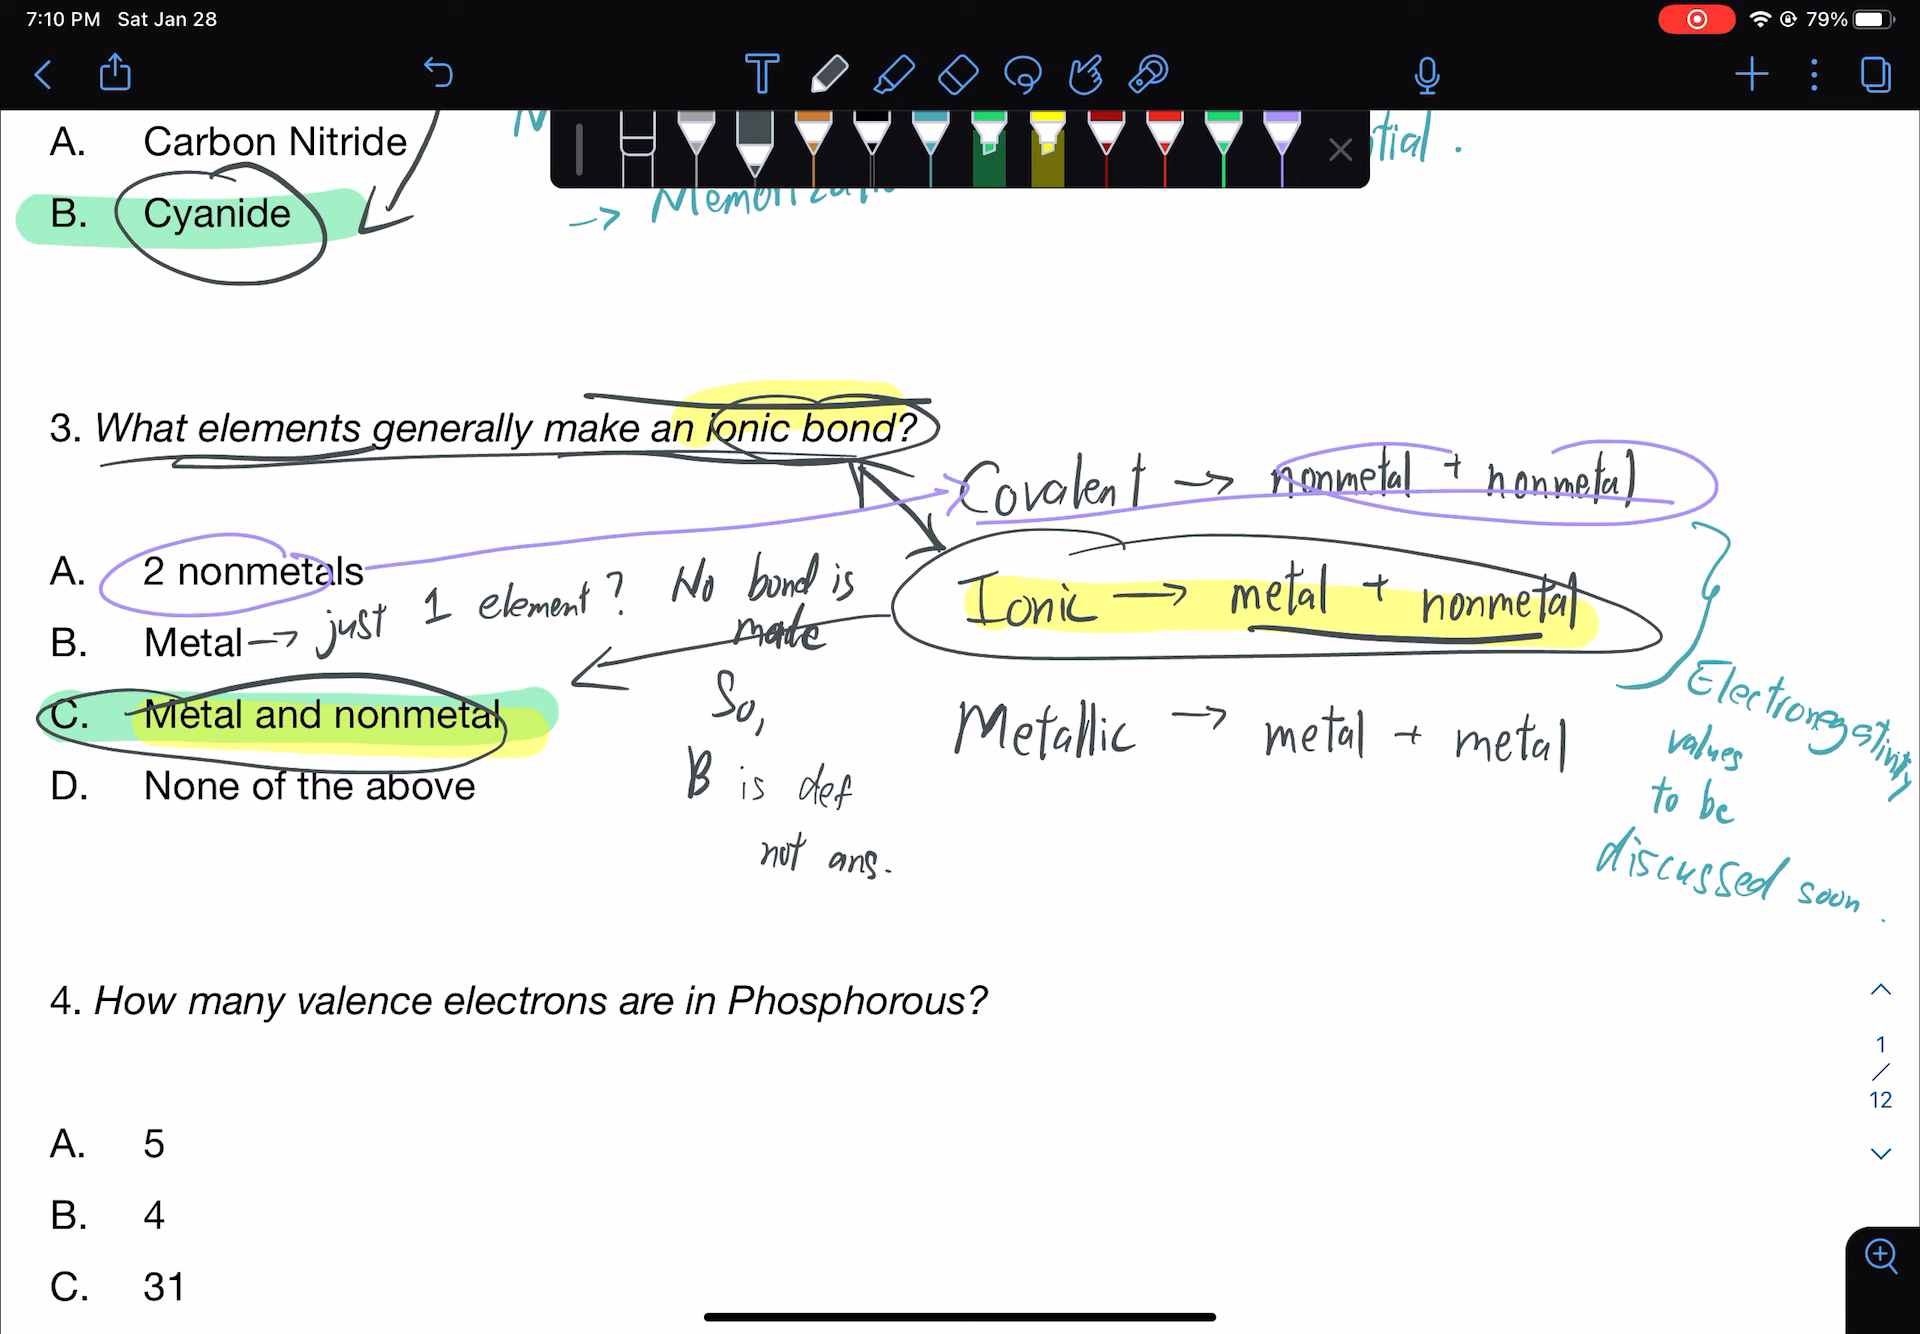 7:10 PM Sat Jan 28
79%
A. Carbon Nitride
tial.
B. Cyanide
→
3. What elements generally make an ionic bond?
Covalent → nonmetal + nonmetal
A. 2 nonmetals
Ionic → metal + nonmetal
B. Metal → just 1 element? No bond is
made
So,
B is def
not ans.
C. Metal and nonmetal
Metallic → metal + metal
D. None of the above
Electronegativity
values
to be
discussed soon.
4. How many valence electrons are in Phosphorous?
A. 5
B. 4
C. 31
1
/
12